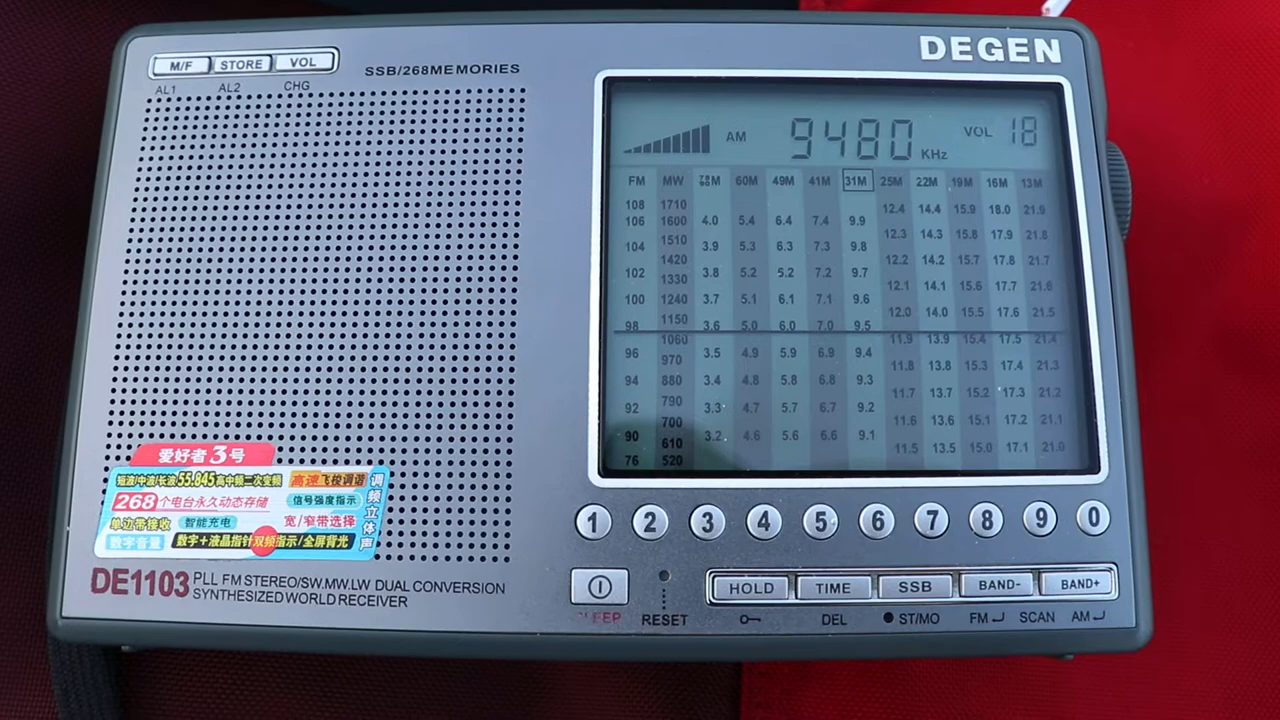 DEGEN
M/F STORE VOL
AL1 AL2 CHG
SSB/268MEMORIES
AM 9480 KHz VOL 18
FM MW 75 90 M 60M 49M 41M 31M 25M 22M 19M 16M 13M
108 1710 12.4 14.4 15.9 18.0 21.9
106 1600 4.0 5.4 6.4 7.4 9.9
1510 12.3 14.3 15.8 17.9 21.8
104 3.9 5.3 6.3 7.3 9.8
1420 12.2 14.2 15.7 17.8 21.7
102 1330 3.8 5.2 5.2 7.2 9.7
12.1 14.1 15.6 17.7 21.6
100 1240 3.7 5.1 6.1 7.1 9.6
1150 12.0 14.0 15.5 17.6 21.5
98 3.6 5.0 6.0 7.0 9.5
1060 11.9 13.9 15.4 17.5 21.4
96 970 3.5 4.9 5.9 6.9 9.4
11.8 13.8 15.3 17.4 21.3
94 880 3.4 4.8 5.8 6.8 9.3
790 11.7 13.7 15.2 17.3 21.2
92 3.3 4.7 5.7 6.7 9.2
700 11.6 13.6 15.1 17.2 21.1
90 610 3.2 4.6 5.6 6.6 9.1
76 520 11.5 13.5 15.0 17.1 21.0
爱好者3号
短波/中波/长波55.845高中频二次变频 高速飞梭调谐
268个电台永久动态存储 信号强度指示
单边带接收 智能充电 宽/窄带选择
数字音量 数字+液晶指针双频指示/全屏背光
调频立体声
DE1103 PLL FM STEREO/SW.MW.LW DUAL CONVERSION
SYNTHESIZED WORLD RECEIVER
1 2 3 4 5 6 7 8 9 0
HOLD TIME SSB BAND- BAND+
RESET DEL ST/MO FM SCAN AM